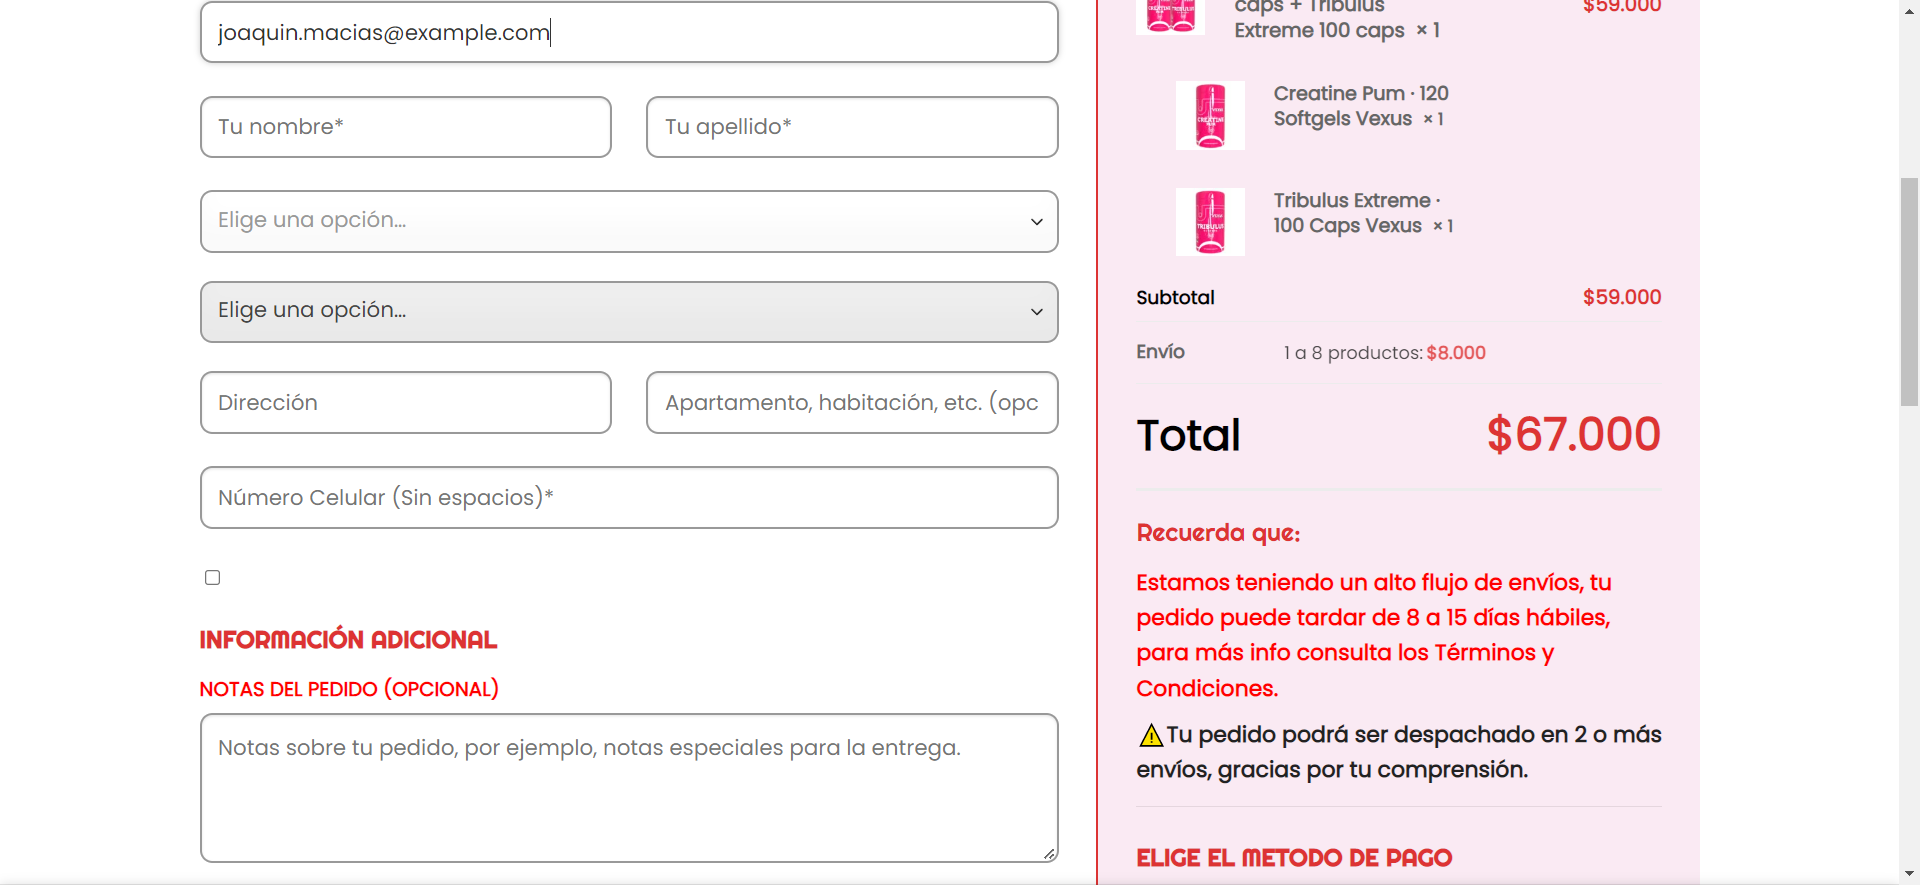 joaquin.macias@example.com
Tu nombre*
Tu apellido*
Elige una opción...
Elige una opción...
Dirección
Apartamento, habitación, etc. (opc
Número Celular (Sin espacios)*
INFORMACIÓN ADICIONAL
NOTAS DEL PEDIDO (OPCIONAL)
Notas sobre tu pedido, por ejemplo, notas especiales para la entrega.
caps + Tribulus
$59.000
Extreme 100 caps × 1
Creatine Pum · 120
Softgels Vexus × 1
Tribulus Extreme ·
100 Caps Vexus × 1
Subtotal
$59.000
Envío
1 a 8 productos: $8.000
Total
$67.000
Recuerda que:
Estamos teniendo un alto flujo de envíos, tu
pedido puede tardar de 8 a 15 días hábiles,
para más info consulta los Términos y
Condiciones.
⚠️Tu pedido podrá ser despachado en 2 o más
envíos, gracias por tu comprensión.
ELIGE EL METODO DE PAGO